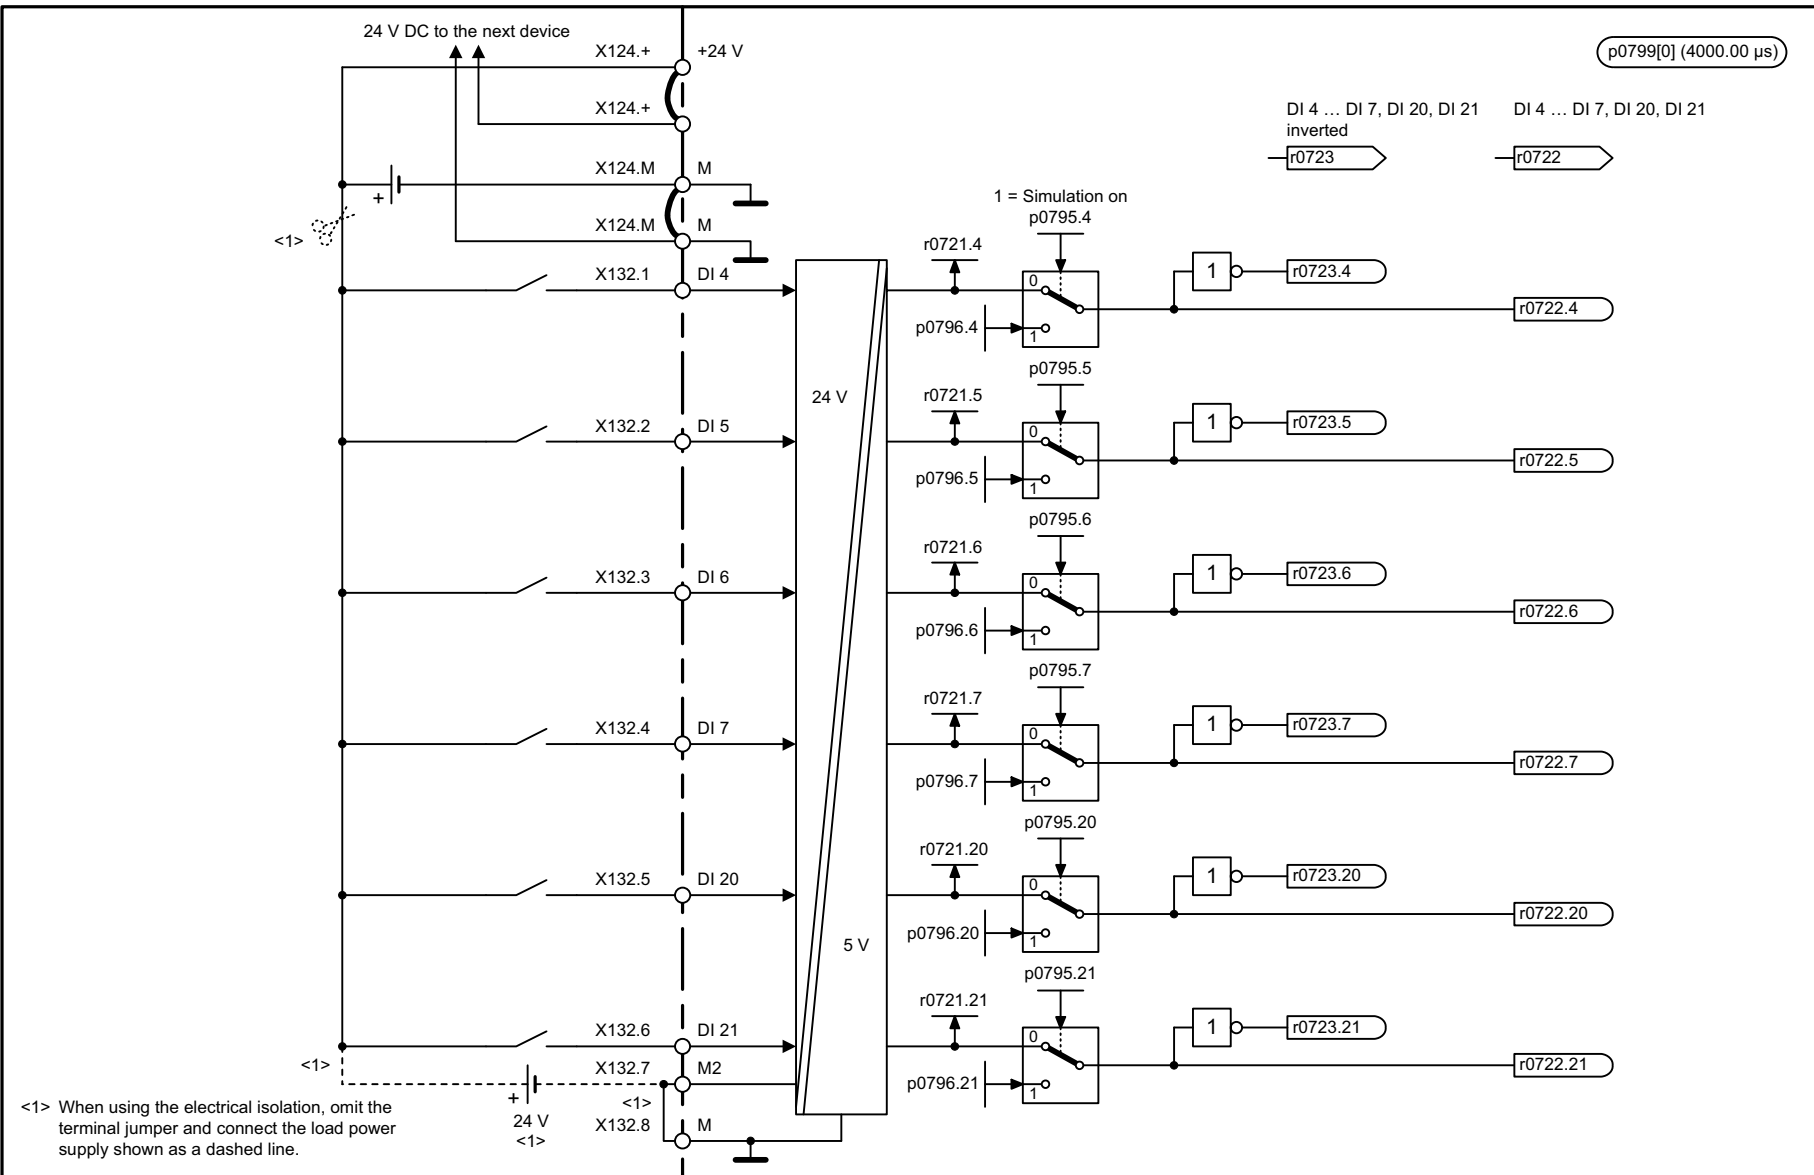 24 V DC to the next device
X124.+
+24 V
p0799[0] (4000.00 µs)
X124.+
DI 4 … DI 7, DI 20, DI 21
inverted
DI 4 … DI 7, DI 20, DI 21
r0723
r0722
X124.M
M
+
1 = Simulation on
p0795.4
<1>
X124.M
M
r0721.4
X132.1
DI 4
0
1
r0723.4
r0722.4
p0796.4
1
p0795.5
24 V
r0721.5
X132.2
DI 5
0
1
r0723.5
r0722.5
p0796.5
1
p0795.6
r0721.6
X132.3
DI 6
0
1
r0723.6
r0722.6
p0796.6
1
p0795.7
r0721.7
X132.4
DI 7
0
1
r0723.7
r0722.7
p0796.7
1
p0795.20
r0721.20
X132.5
DI 20
0
1
r0723.20
r0722.20
p0796.20
1
5 V
p0795.21
r0721.21
X132.6
DI 21
0
1
r0723.21
r0722.21
<1>
X132.7
M2
p0796.21
1
+
24 V
<1>
<1>
X132.8
M
<1> When using the electrical isolation, omit the
terminal jumper and connect the load power
supply shown as a dashed line.